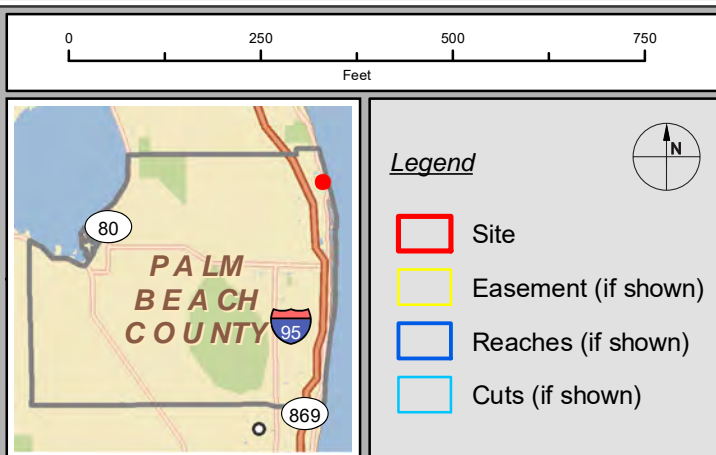 0 250 500 750
Feet
80
PALM
BEACH
COUNTY
95
869
Legend
N
Site
Easement (if shown)
Reaches (if shown)
Cuts (if shown)